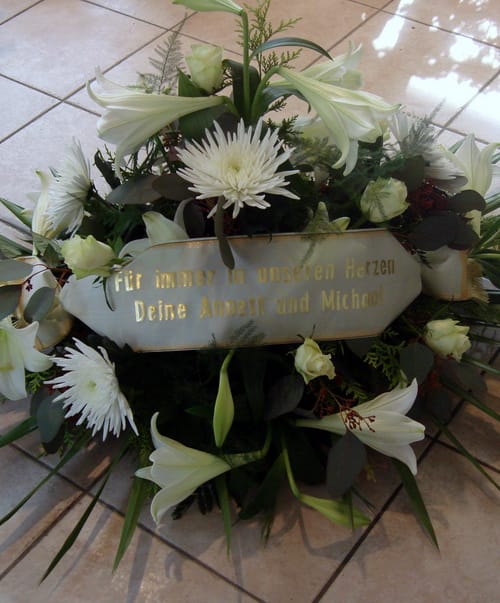 Für immer in unseren Herzen
Deine Annett und Michael